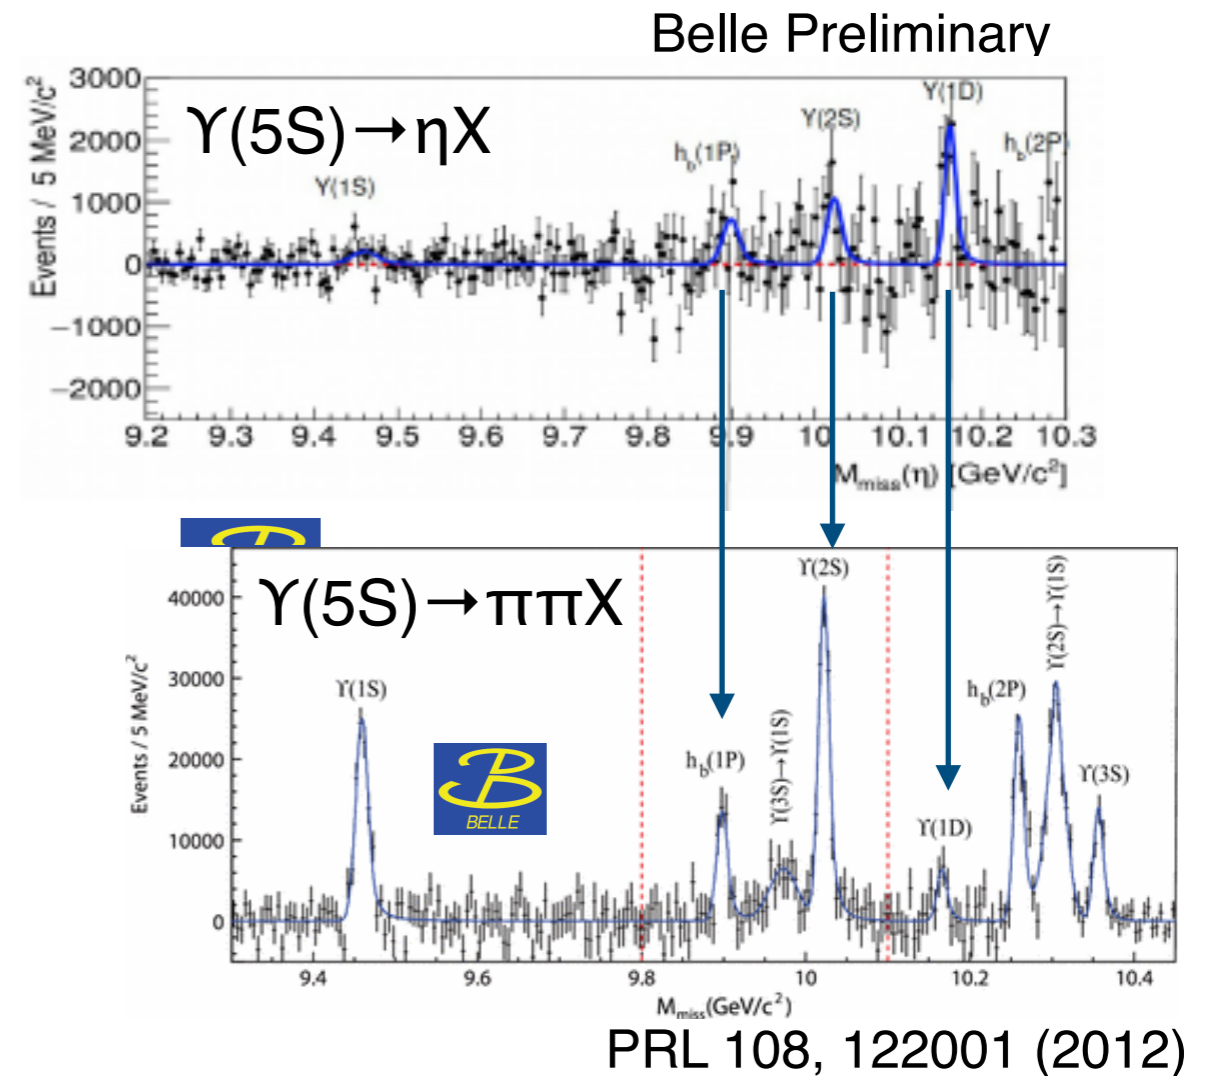 Belle Preliminary
Events / 5 MeV/c²
3000
2000
1000
0
−1000
−2000
ϒ(5S)→ηX
Υ(1S)
h_b(1P)
Υ(2S)
Υ(1D)
h_b(2P)
9.2 9.3 9.4 9.5 9.6 9.7 9.8 9.9 10 10.1 10.2 10.3
M_miss(η) [GeV/c²]
ϒ(5S)→ππX
Events / 5 MeV/c²
40000
30000
20000
10000
0
ϒ(1S)
h_b(1P)
ϒ(3S)→ϒ(1S)
ϒ(2S)
ϒ(1D)
h_b(2P)
ϒ(2S)→ϒ(1S)
ϒ(3S)
B
BELLE
9.4 9.6 9.8 10 10.2 10.4
M_miss(GeV/c²)
PRL 108, 122001 (2012)